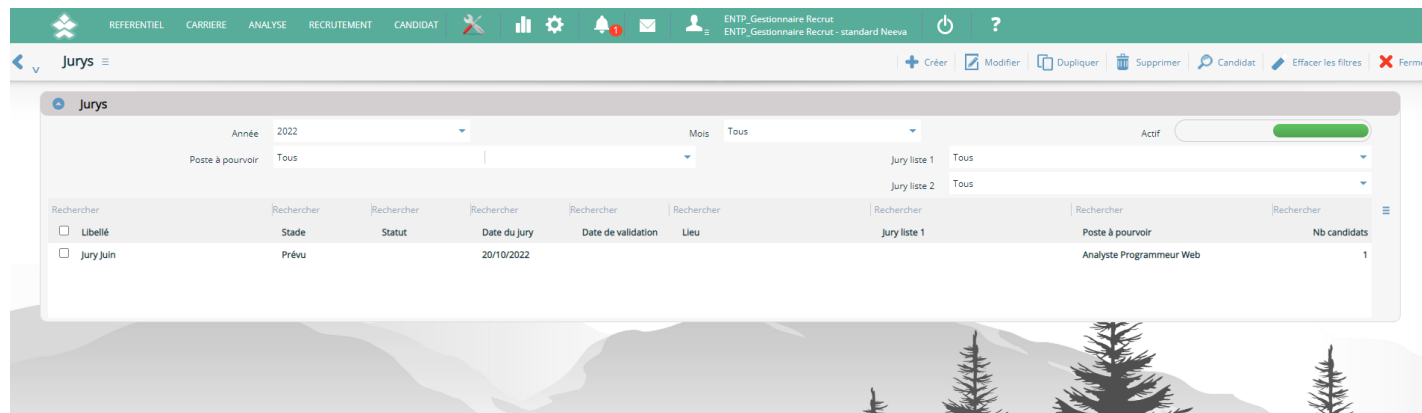 REFERENTIEL CARRIERE ANALYSE RECRUTEMENT CANDIDAT 1 ENTP_Gestionnaire Recrut ?
ENTP_Gestionnaire Recrut - standard Neeva
Jurys Créer Modifier Dupliquer Supprimer Candidat Effacer les filtres Ferme
Jurys
Année 2022 Mois Tous Actif
Poste à pourvoir Tous Jury liste 1 Tous
Jury liste 2 Tous
Rechercher Rechercher Rechercher Rechercher Rechercher Rechercher Rechercher Rechercher Rechercher
Libellé Stade Statut Date du jury Date de validation Lieu Jury liste 1 Poste à pourvoir Nb candidats
Jury Juin Prévu 20/10/2022 Analyste Programmeur Web 1